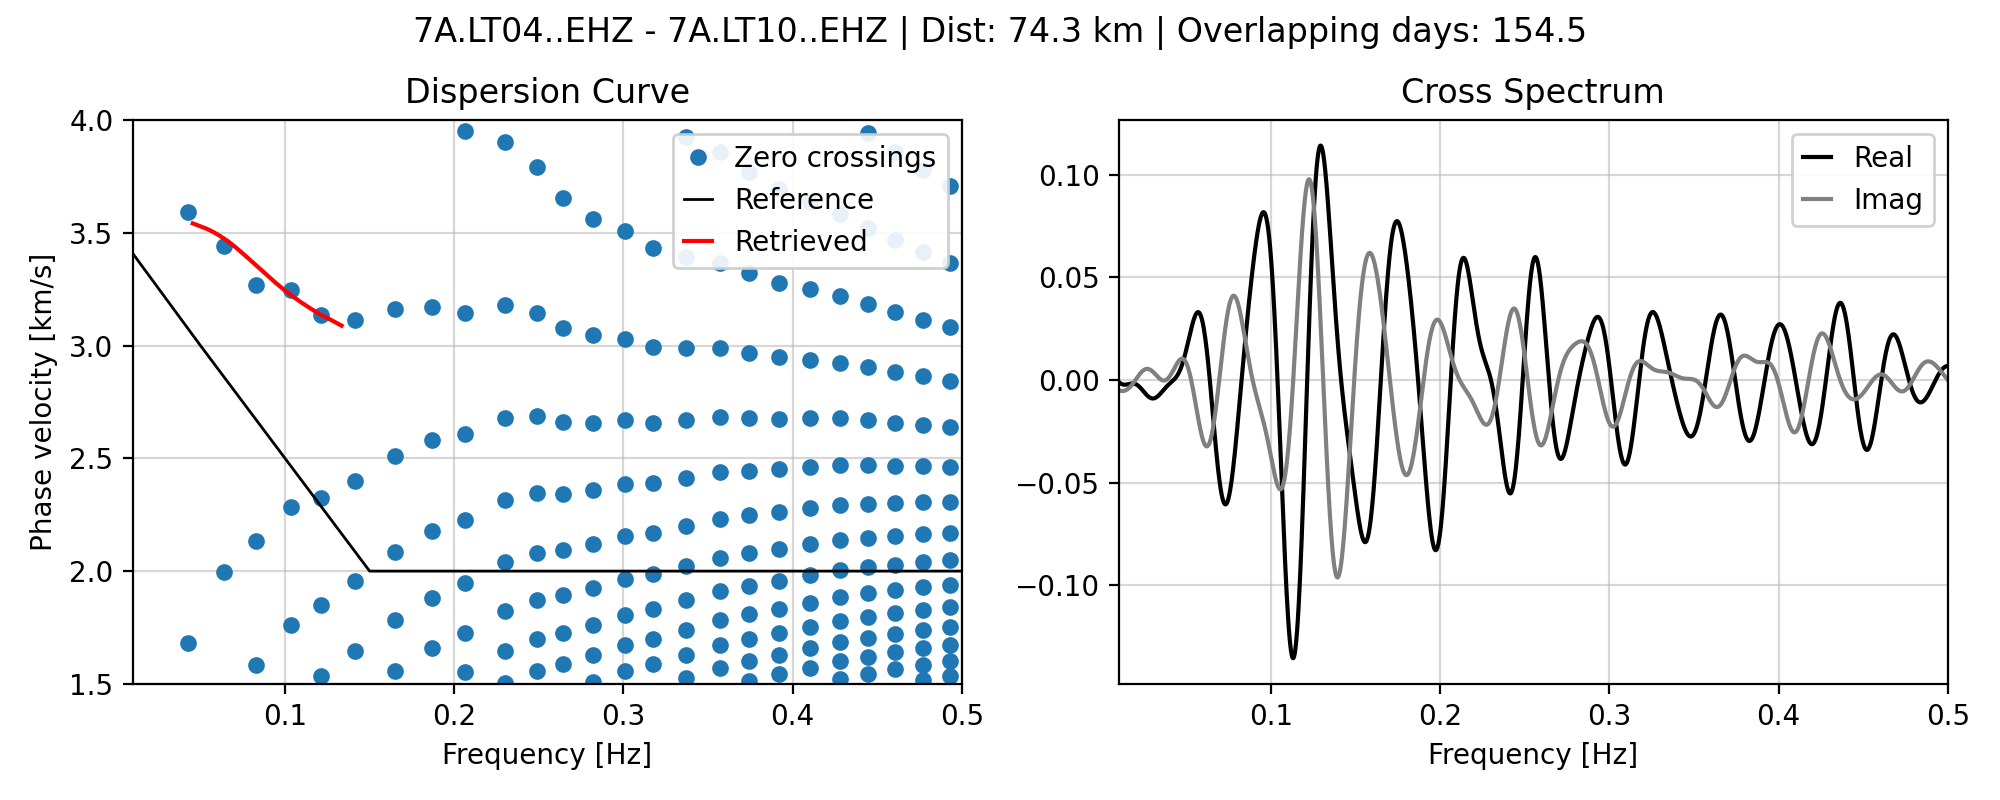 7A.LT04..EHZ - 7A.LT10..EHZ | Dist: 74.3 km | Overlapping days: 154.5
Dispersion Curve
4.0
3.5
3.0
2.5
2.0
1.5
Phase velocity [km/s]
0.1
0.2
0.3
0.4
0.5
Frequency [Hz]
Zero crossings
Reference
Retrieved
Cross Spectrum
0.10
0.05
0.00
−0.05
−0.10
0.1
0.2
0.3
0.4
0.5
Frequency [Hz]
Real
Imag